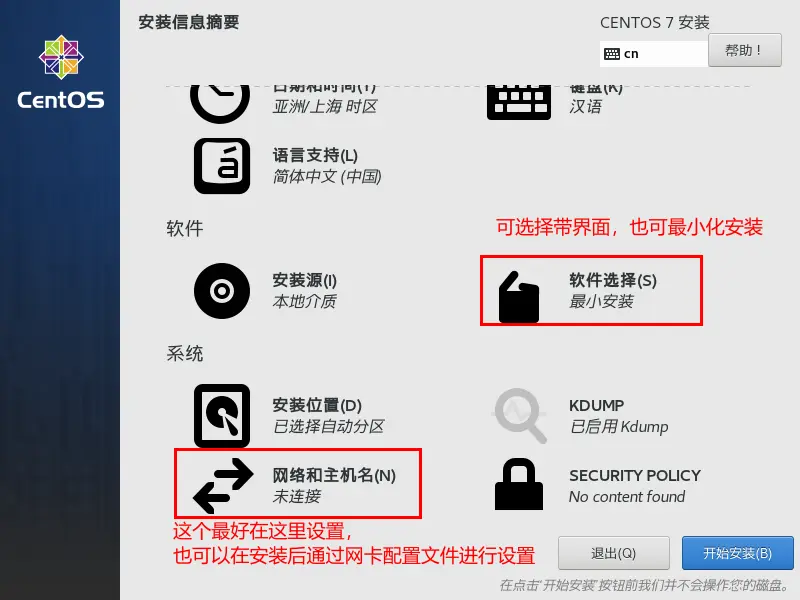 安装信息摘要
CENTOS 7 安装
cn
帮助！
CentOS
日期和时间(T)
亚洲/上海 时区
键盘(K)
汉语
语言支持(L)
简体中文 (中国)
软件
可选择带界面，也可最小化安装
安装源(I)
本地介质
软件选择(S)
最小安装
系统
安装位置(D)
已选择自动分区
KDUMP
已启用 Kdump
网络和主机名(N)
未连接
SECURITY POLICY
No content found
这个最好在这里设置，
也可以在安装后通过网卡配置文件进行设置
退出(Q)
开始安装(B)
在点击'开始安装'按钮前我们并不会操作您的磁盘。